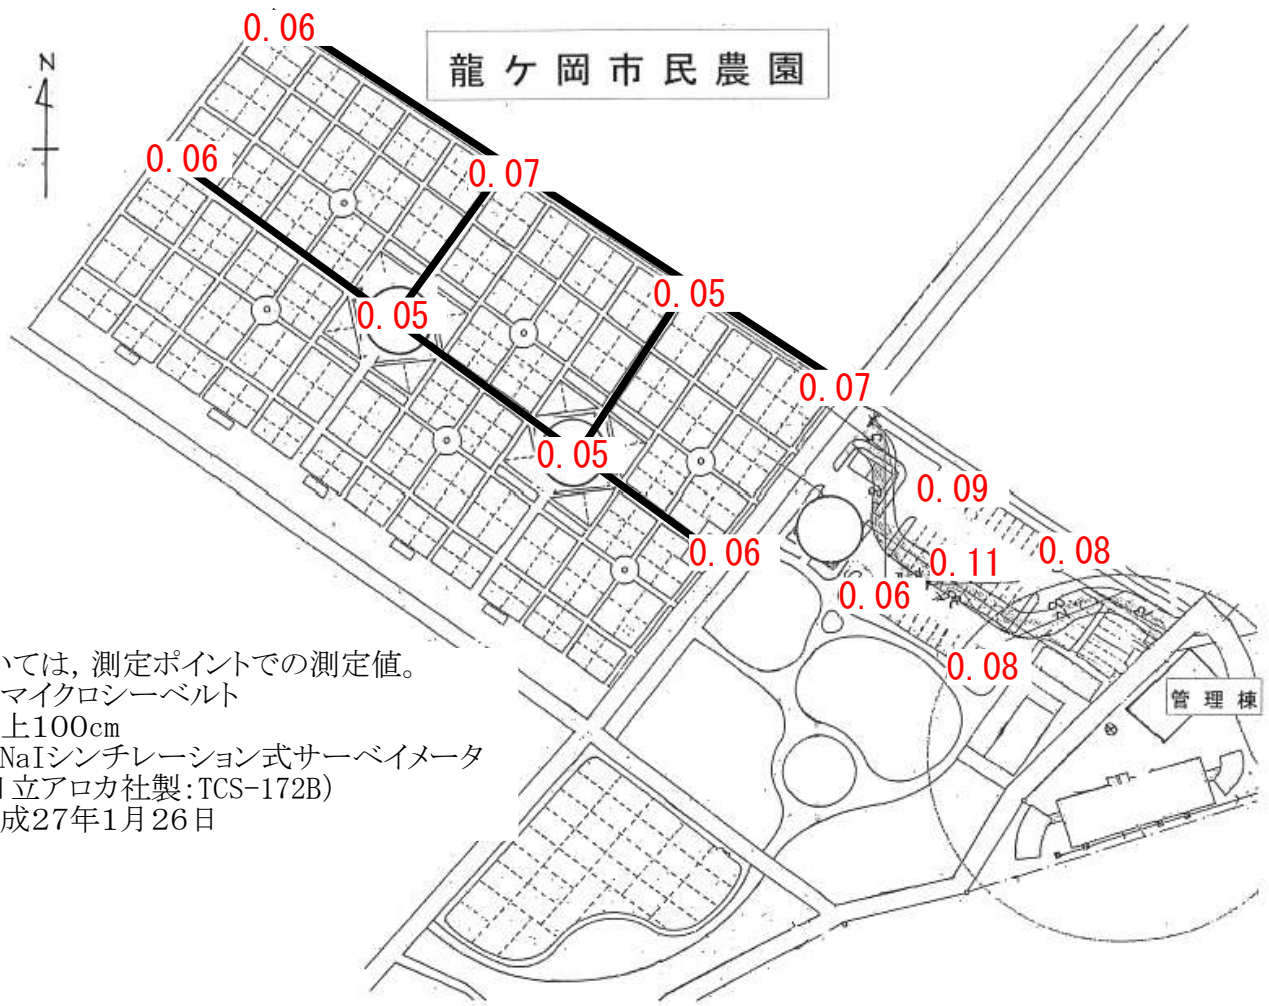 0.06
龍ケ岡市民農園
N
0.06
0.07
0.05
0.05
0.07
0.05
0.09
0.06
0.11
0.08
0.06
0.08
いては，測定ポイントでの測定値。
マイクロシーベルト
上100cm
NaIシンチレーション式サーベイメータ
立アロカ社製：TCS-172B）
成27年1月26日
管理棟